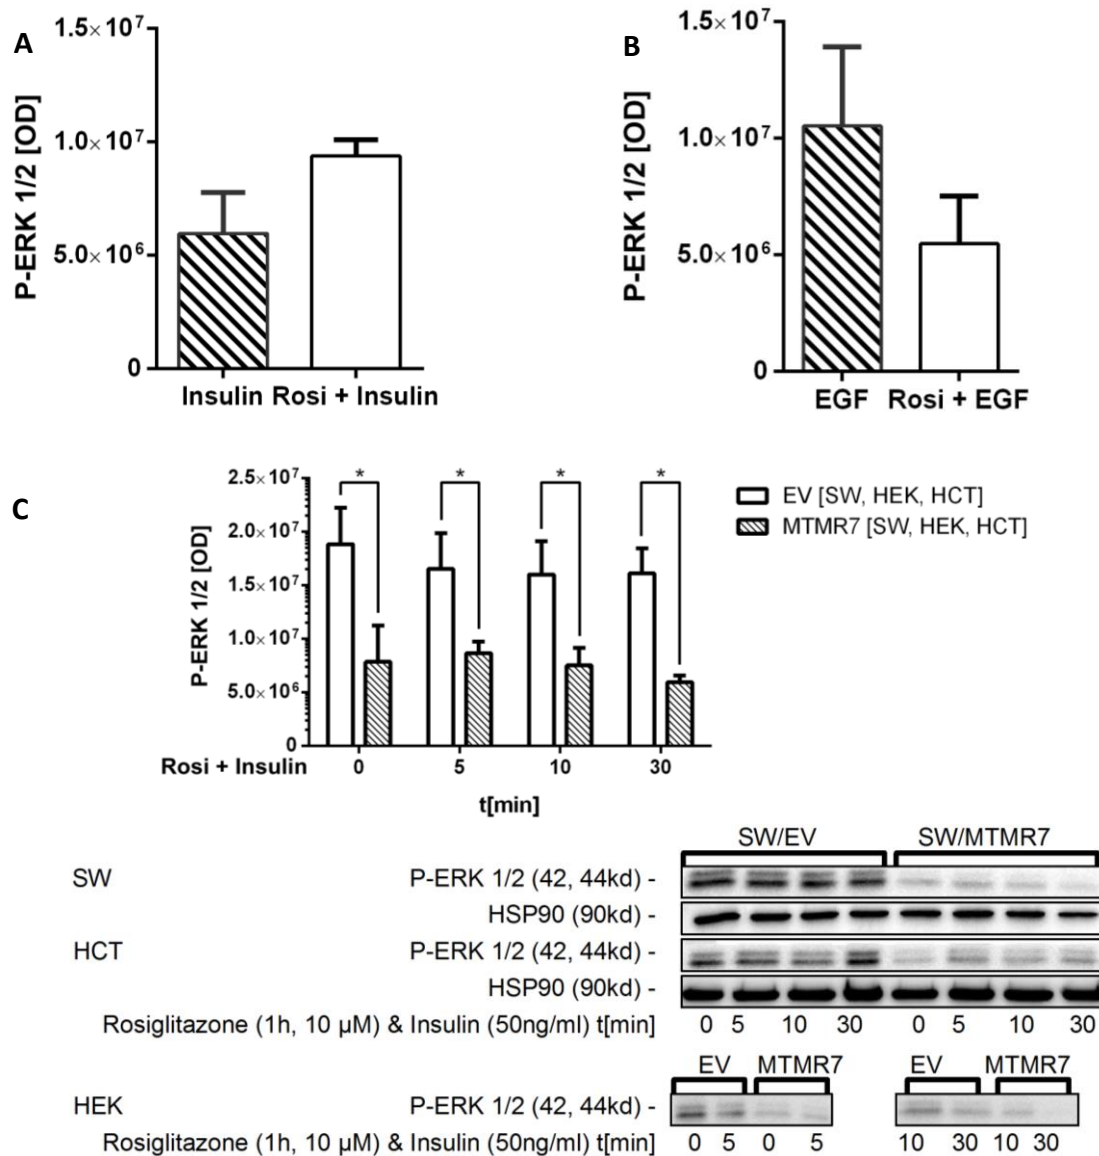 A
P-ERK 1/2 [OD]
1.5×10⁷
1.0×10⁷
5.0×10⁶
0
Insulin Rosi + Insulin
B
P-ERK 1/2 [OD]
1.5×10⁷
1.0×10⁷
5.0×10⁶
0
EGF Rosi + EGF
C
P-ERK 1/2 [OD]
2.5×10⁷
2.0×10⁷
1.5×10⁷
1.0×10⁷
5.0×10⁶
0
* * * *
EV [SW, HEK, HCT]
MTMR7 [SW, HEK, HCT]
Rosi + Insulin 0 5 10 30
t[min]
SW/EV SW/MTMR7
SW P-ERK 1/2 (42, 44kd) -
HSP90 (90kd) -
HCT P-ERK 1/2 (42, 44kd) -
HSP90 (90kd) -
Rosiglitazone (1h, 10 µM) & Insulin (50ng/ml) t[min] 0 5 10 30 0 5 10 30
EV MTMR7 EV MTMR7
HEK P-ERK 1/2 (42, 44kd) -
Rosiglitazone (1h, 10 µM) & Insulin (50ng/ml) t[min] 0 5 0 5 10 30 10 30